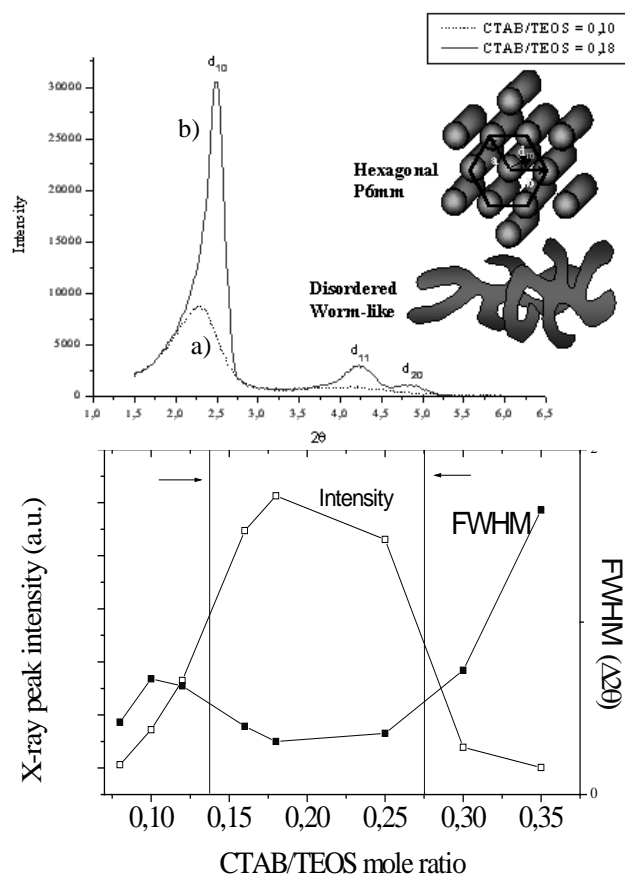 CTAB/TEOS = 0,10
CTAB/TEOS = 0,18
d10
30000
25000
20000
15000
10000
5000
0
Intensity
b)
a)
Hexagonal
P6mm
a
d10
Disordered
Worm-like
d11
d20
1,0 1,5 2,0 2,5 3,0 3,5 4,0 4,5 5,0 5,5 6,0 6,5
2θ
X-ray peak intensity (a.u.)
Intensity
FWHM
2
0
FWHM (Δ2θ)
0,10 0,15 0,20 0,25 0,30 0,35
CTAB/TEOS mole ratio